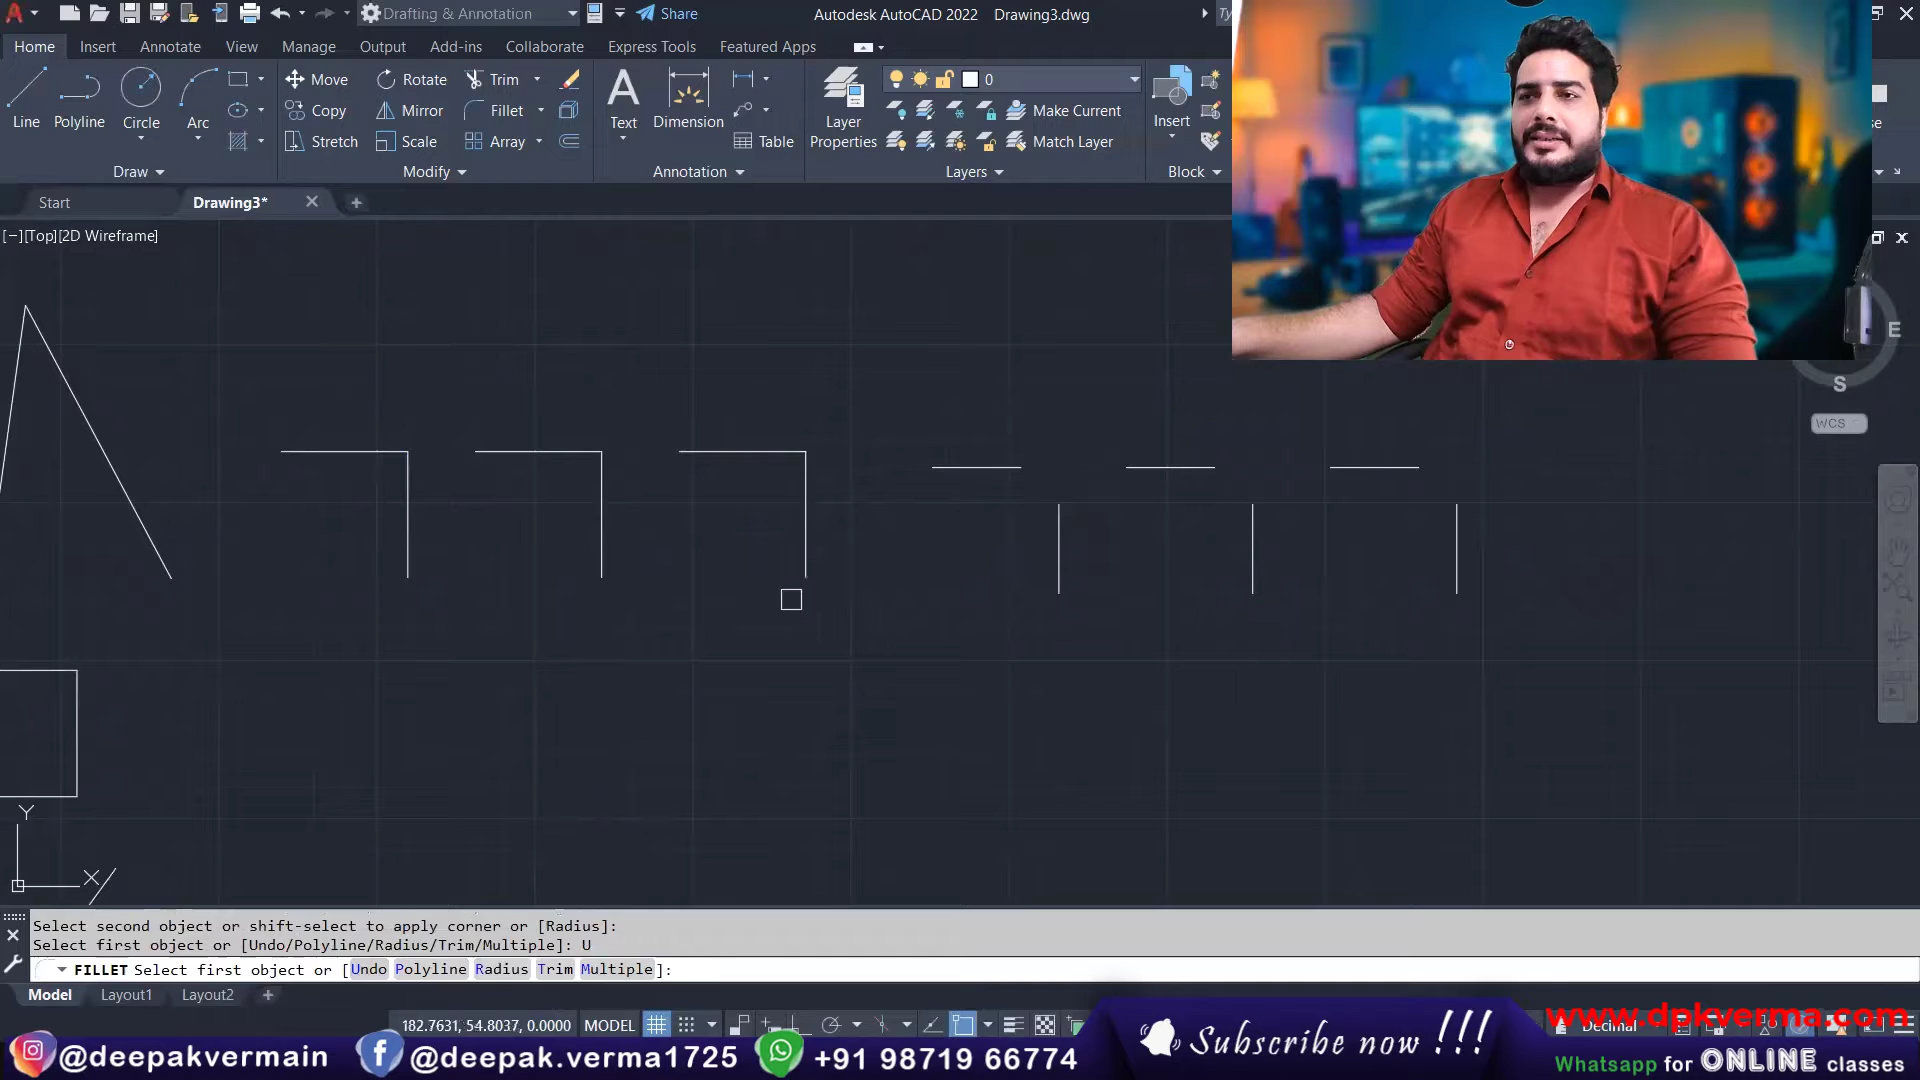 Drafting & Annotation
Share
Autodesk AutoCAD 2022 Drawing3.dwg
Home Insert Annotate View Manage Output Add-ins Collaborate Express Tools Featured Apps
Line Polyline Circle Arc
Move Rotate Trim
Copy Mirror Fillet
Stretch Scale Array
Text Dimension Table
Layer Properties
0
Make Current
Match Layer
Insert
Draw Modify Annotation Layers Block
Start Drawing3*
[−][Top][2D Wireframe]
E
S
WCS
Y
X
Select second object or shift-select to apply corner or [Radius]:
Select first object or [Undo/Polyline/Radius/Trim/Multiple]: U
FILLET Select first object or [Undo Polyline Radius Trim Multiple]:
Model Layout1 Layout2
182.7631, 54.8037, 0.0000 MODEL
Decimal
www.dpkverma.com
@deepakvermain
@deepak.verma1725
+91 98719 66774
Subscribe now !!!
Whatsapp for ONLINE classes